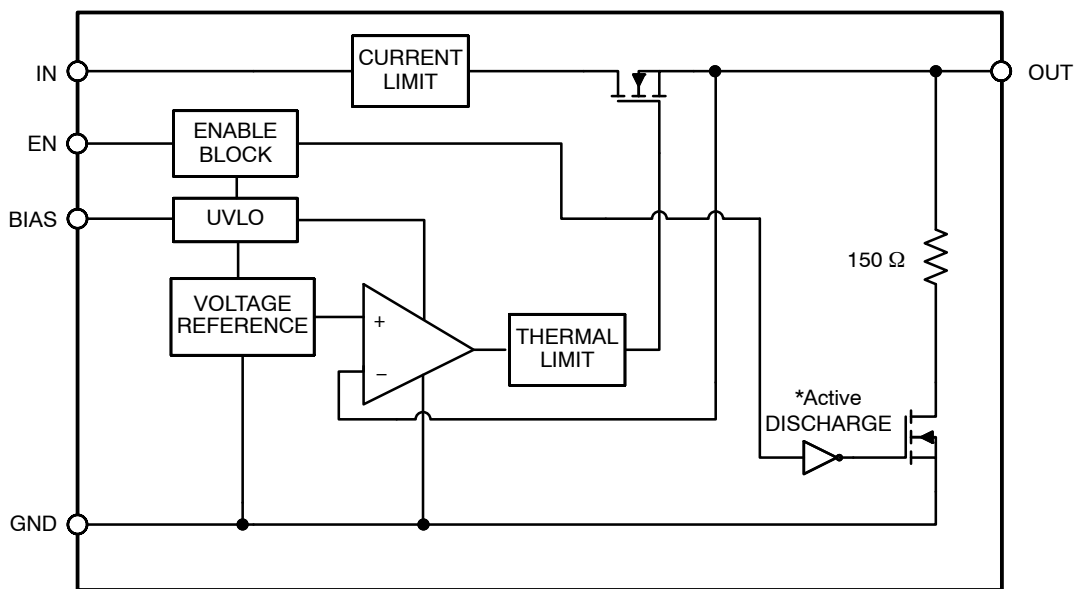 CURRENT
LIMIT
IN
OUT
ENABLE
BLOCK
EN
UVLO
BIAS
150 Ω
VOLTAGE
REFERENCE
+
−
THERMAL
LIMIT
*Active
DISCHARGE
GND